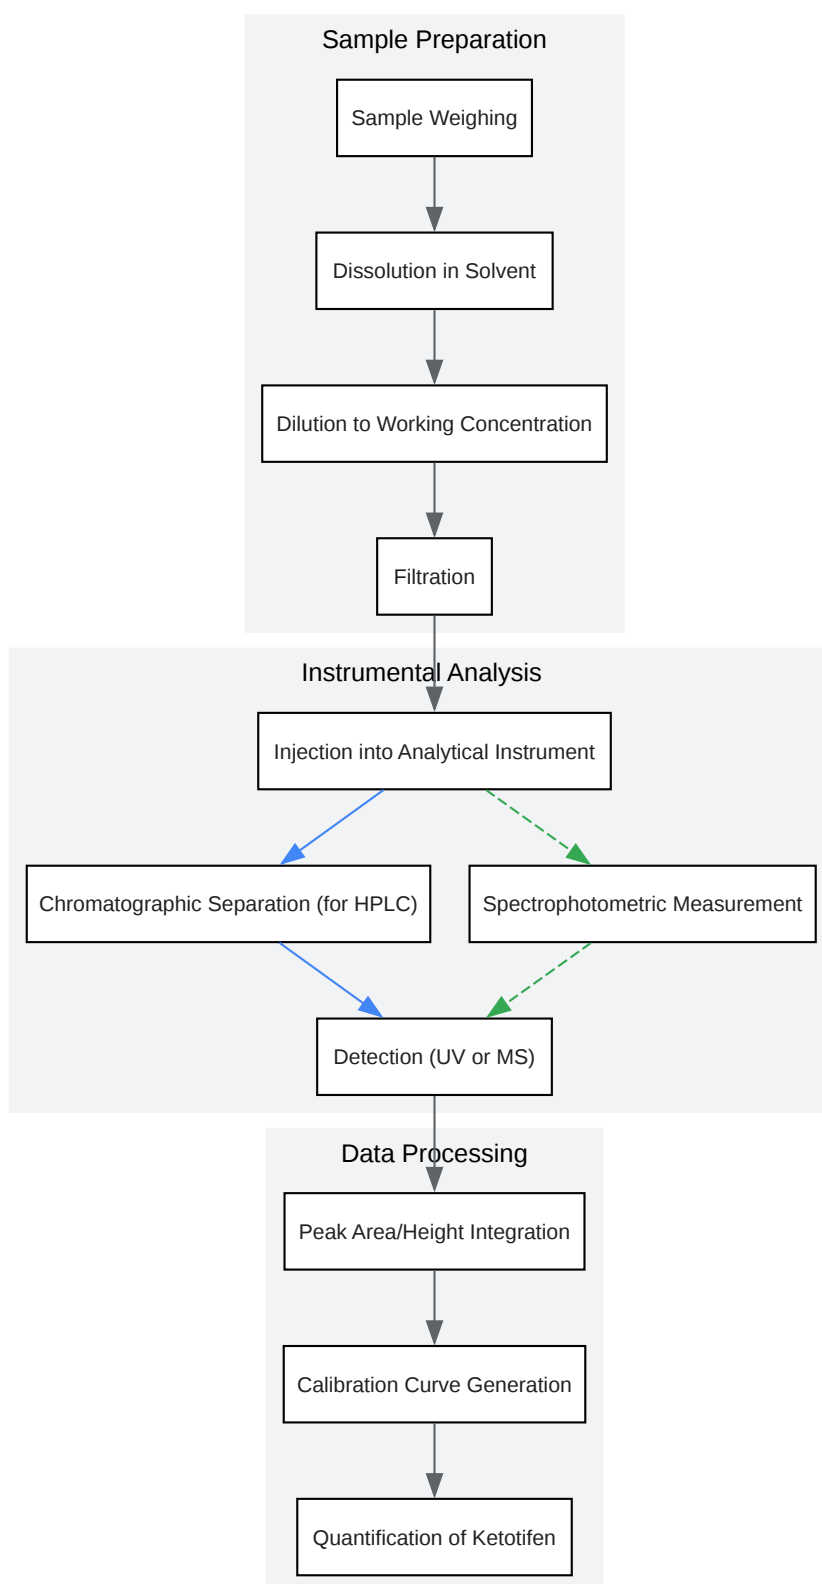 Sample Preparation
Sample Weighing
Dissolution in Solvent
Dilution to Working Concentration
Filtration
Instrumental Analysis
Injection into Analytical Instrument
Chromatographic Separation (for HPLC)
Spectrophotometric Measurement
Detection (UV or MS)
Data Processing
Peak Area/Height Integration
Calibration Curve Generation
Quantification of Ketotifen